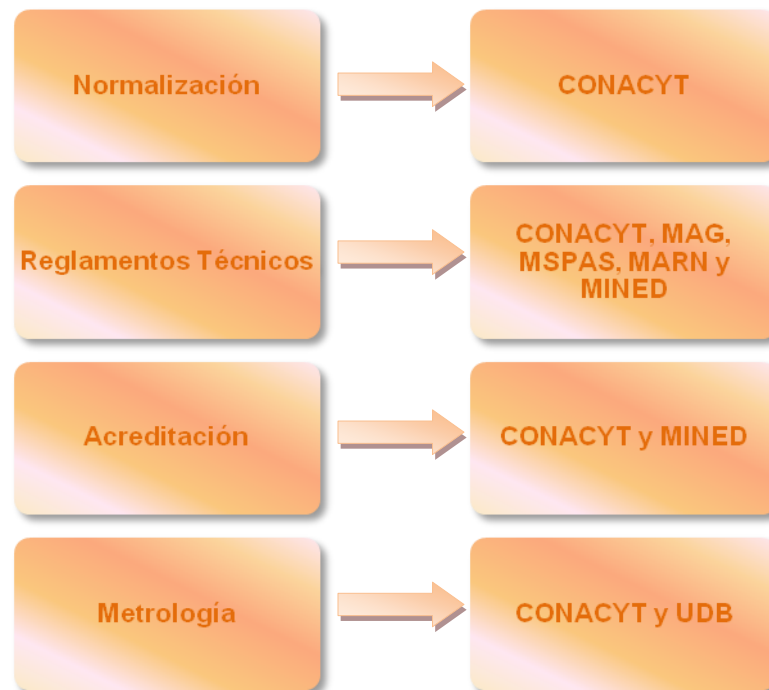 Normalización
CONACYT
Reglamentos Técnicos
CONACYT, MAG,
MSPAS, MARN y
MINED
Acreditación
CONACYT y MINED
Metrología
CONACYT y UDB